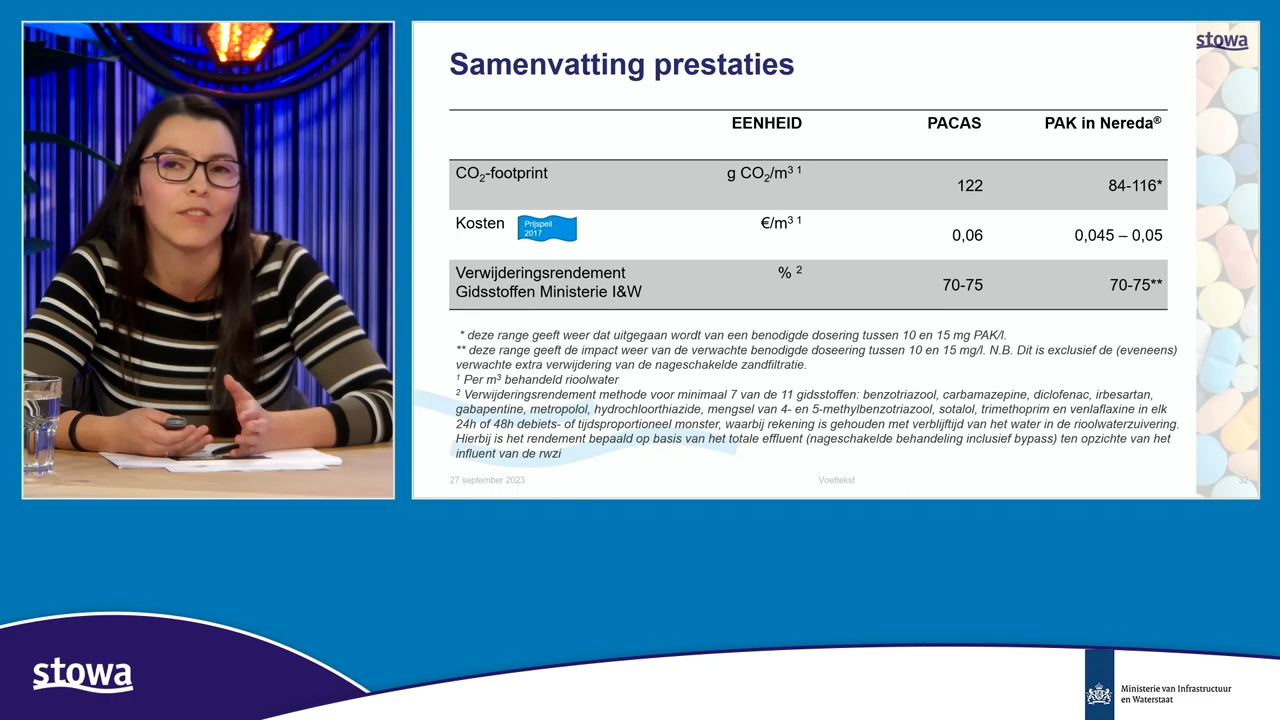 stowa
Samenvatting prestaties
EENHEID PACAS PAK in Nereda®
CO₂-footprint g CO₂/m³ ¹ 122 84-116*
Kosten Prijspeil 2017 €/m³ ¹ 0,06 0,045 – 0,05
Verwijderingsrendement % ² 70-75 70-75**
Gidsstoffen Ministerie I&W
* deze range geeft weer dat uitgegaan wordt van een benodigde dosering tussen 10 en 15 mg PAK/l.
** deze range geeft de impact weer van de verwachte benodigde doseering tussen 10 en 15 mg/l. N.B. Dit is exclusief de (eveneens)
verwachte extra verwijdering van de nageschakelde zandfiltratie.
¹ Per m³ behandeld rioolwater
² Verwijderingsrendement methode voor minimaal 7 van de 11 gidsstoffen: benzotriazol, carbamazepine, diclofenac, irbesartan,
gabapentine, metropolol, hydrochloorthiazide, mengsel van 4- en 5-methylbenzotriazool, sotalol, trimethoprim en venlaflaxine in elk
24h of 48h debiets- of tijdsproportioneel monster, waarbij rekening is gehouden met verblijftijd van het water in de rioolwaterzuivering.
Hierbij is het rendement bepaald op basis van het totale effluent (nageschakelde behandeling inclusief bypass) ten opzichte van het
influent van de rwzi
27 september 2023 Voettekst 32
stowa
Ministerie van Infrastructuur
en Waterstaat